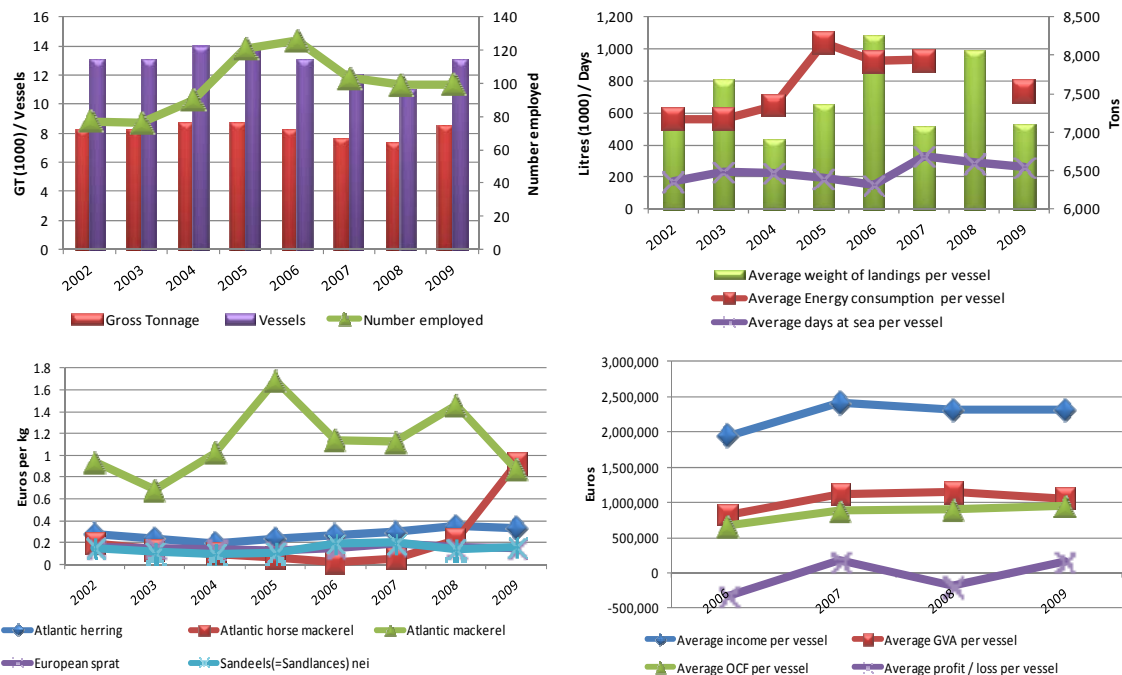 GT (1000) / Vessels
16
14
12
10
8
6
4
2
0
140
120
100
80
60
40
20
0
Number employed
2002 2003 2004 2005 2006 2007 2008 2009
Gross Tonnage Vessels Number employed
Litres (1000) / Days
1,200
1,000
800
600
400
200
0
8,500
8,000
7,500
7,000
6,500
6,000
Tons
2002 2003 2004 2005 2006 2007 2008 2009
Average weight of landings per vessel
Average Energy consumption per vessel
Average days at sea per vessel
Euros per kg
1.8
1.6
1.4
1.2
1
0.8
0.6
0.4
0.2
0
2002 2003 2004 2005 2006 2007 2008 2009
Atlantic herring Atlantic horse mackerel Atlantic mackerel
European sprat Sandeels(=Sandlances) nei
Euros
3,000,000
2,500,000
2,000,000
1,500,000
1,000,000
500,000
0
-500,000
2006 2007 2008 2009
Average income per vessel Average GVA per vessel
Average OCF per vessel Average profit / loss per vessel